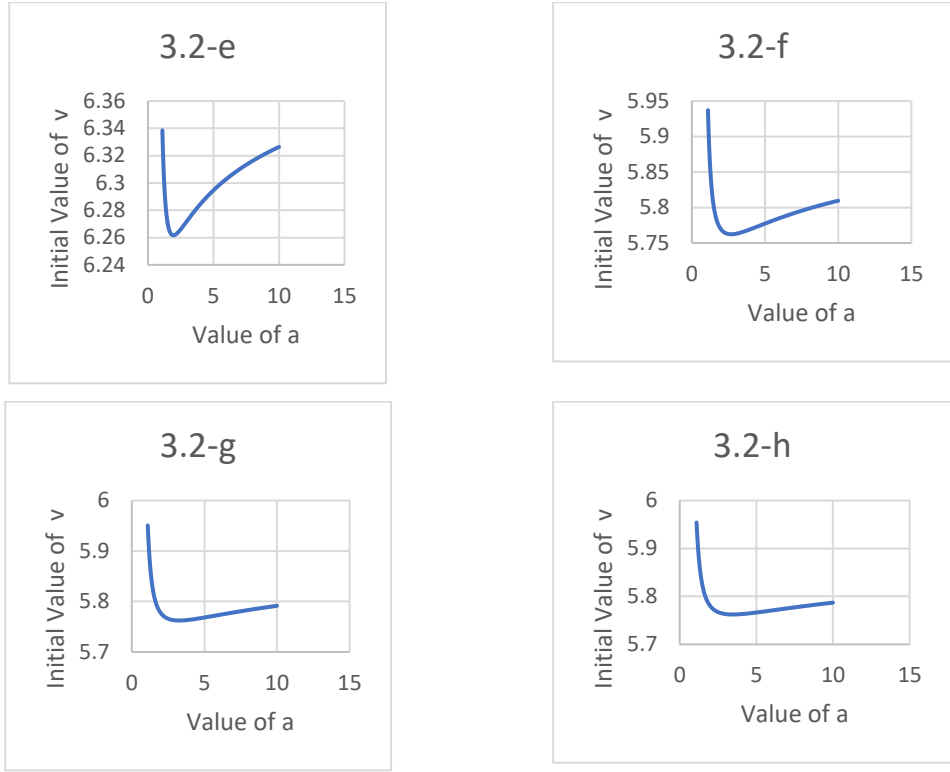 3.2-e
Initial Value of v
6.36
6.34
6.32
6.3
6.28
6.26
6.24
0 5 10 15
Value of a
3.2-f
Initial Value of v
5.95
5.9
5.85
5.8
5.75
0 5 10 15
Value of a
3.2-g
Initial Value of v
6
5.9
5.8
5.7
0 5 10 15
Value of a
3.2-h
Initial Value of v
6
5.9
5.8
5.7
0 5 10 15
Value of a